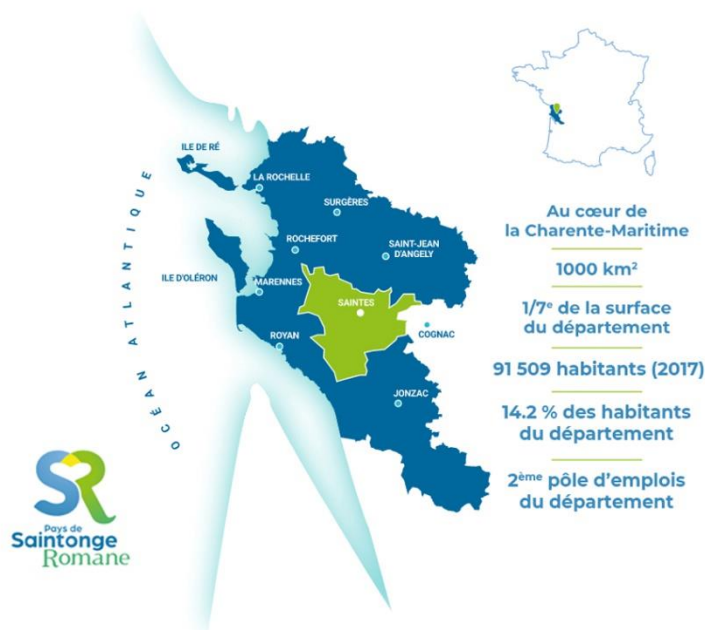 ILE DE RÉ
LA ROCHELLE
SURGÈRES
ROCHEFORT
SAINT-JEAN
D'ANGELY
ILE D'OLÉRON
MARENNES
SAINTES
COGNAC
ROYAN
JONZAC
OCÉAN ATLANTIQUE
Au cœur de
la Charente-Maritime
1000 km²
1/7ᵉ de la surface
du département
91 509 habitants (2017)
14.2 % des habitants
du département
2ᵉᵐᵉ pôle d'emplois
du département
SR
Pays de
Saintonge
Romane